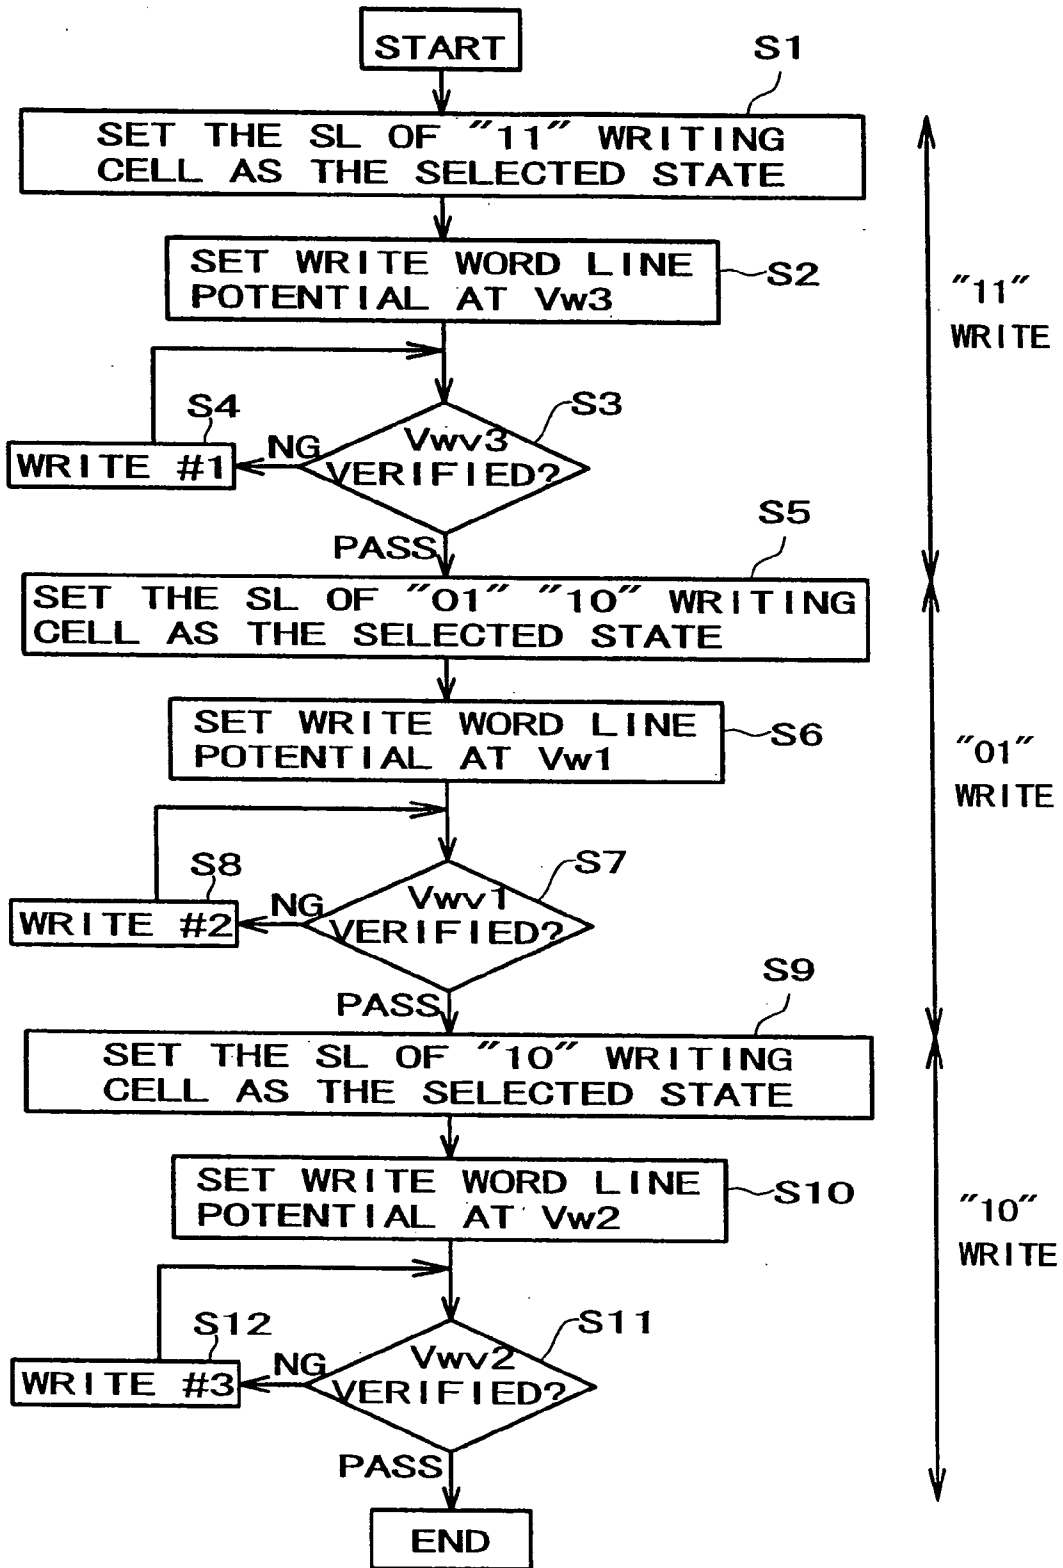 START
S1
SET THE SL OF "11" WRITING
CELL AS THE SELECTED STATE
SET WRITE WORD LINE
POTENTIAL AT Vw3
S2
"11"
WRITE
S4
S3
Vwv3
VERIFIED?
NG
WRITE #1
PASS
S5
SET THE SL OF "01" "10" WRITING
CELL AS THE SELECTED STATE
SET WRITE WORD LINE
POTENTIAL AT Vw1
S6
"01"
WRITE
S8
S7
Vwv1
VERIFIED?
NG
WRITE #2
PASS
S9
SET THE SL OF "10" WRITING
CELL AS THE SELECTED STATE
SET WRITE WORD LINE
POTENTIAL AT Vw2
S10
"10"
WRITE
S12
S11
Vwv2
VERIFIED?
NG
WRITE #3
PASS
END